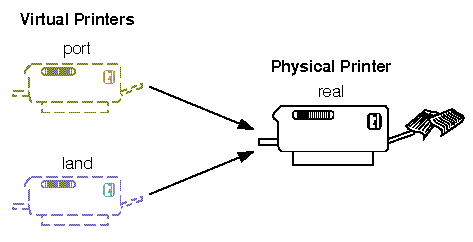 Virtual Printers
port
Physical Printer
real
land